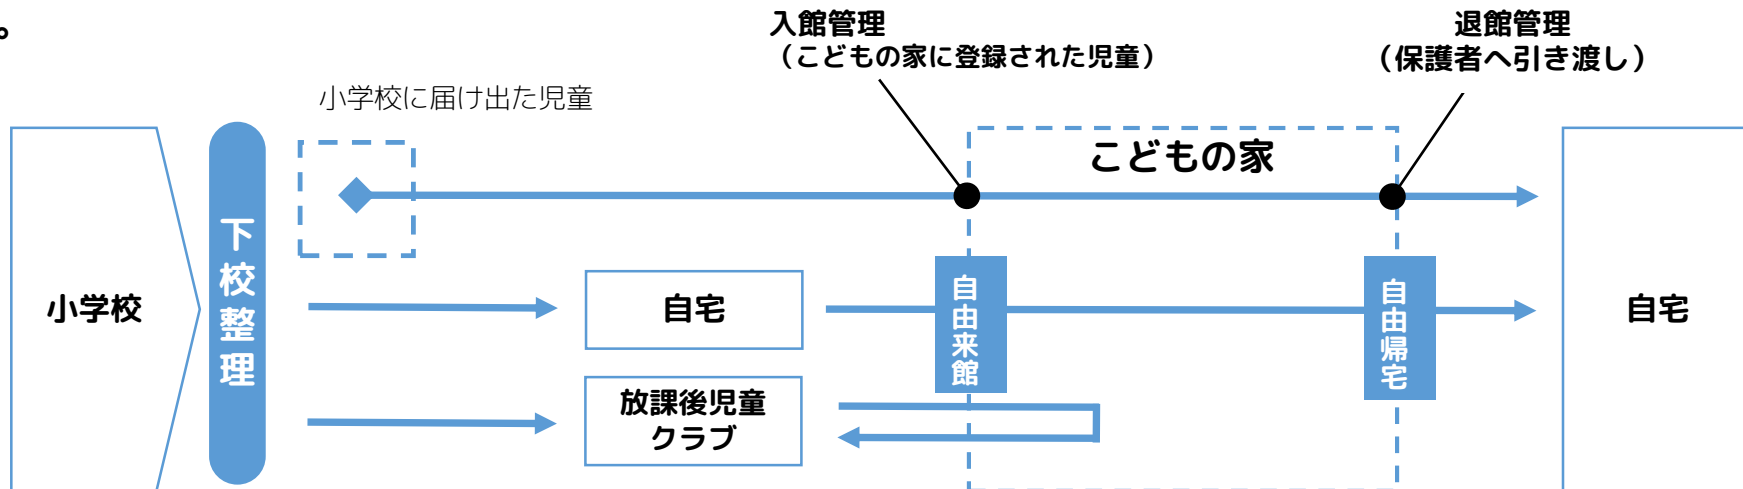 。
入館管理
（こどもの家に登録された児童）
退館管理
（保護者へ引き渡し）
小学校に届け出た児童
こどもの家
小学校
下校整理
自宅
自由来館
自由帰宅
自宅
放課後児童
クラブ